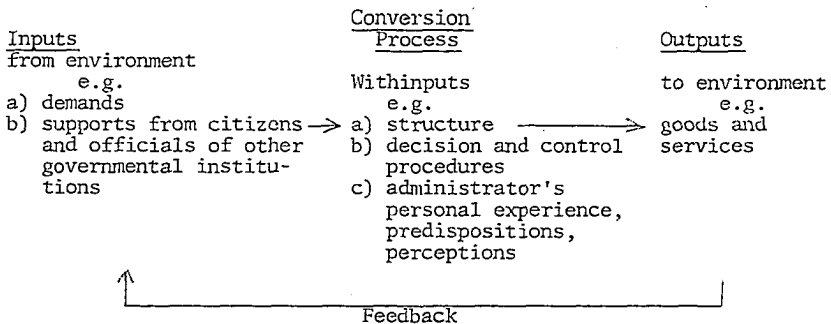 Inputs
from environment
e.g.
a) demands
b) supports from citizens
and officials of other
governmental institu-
tions
Conversion
Process
Withinputs
e.g.
a) structure
b) decision and control
procedures
c) administrator's
personal experience,
predispositions,
perceptions
Outputs
to environment
e.g.
goods and
services
Feedback